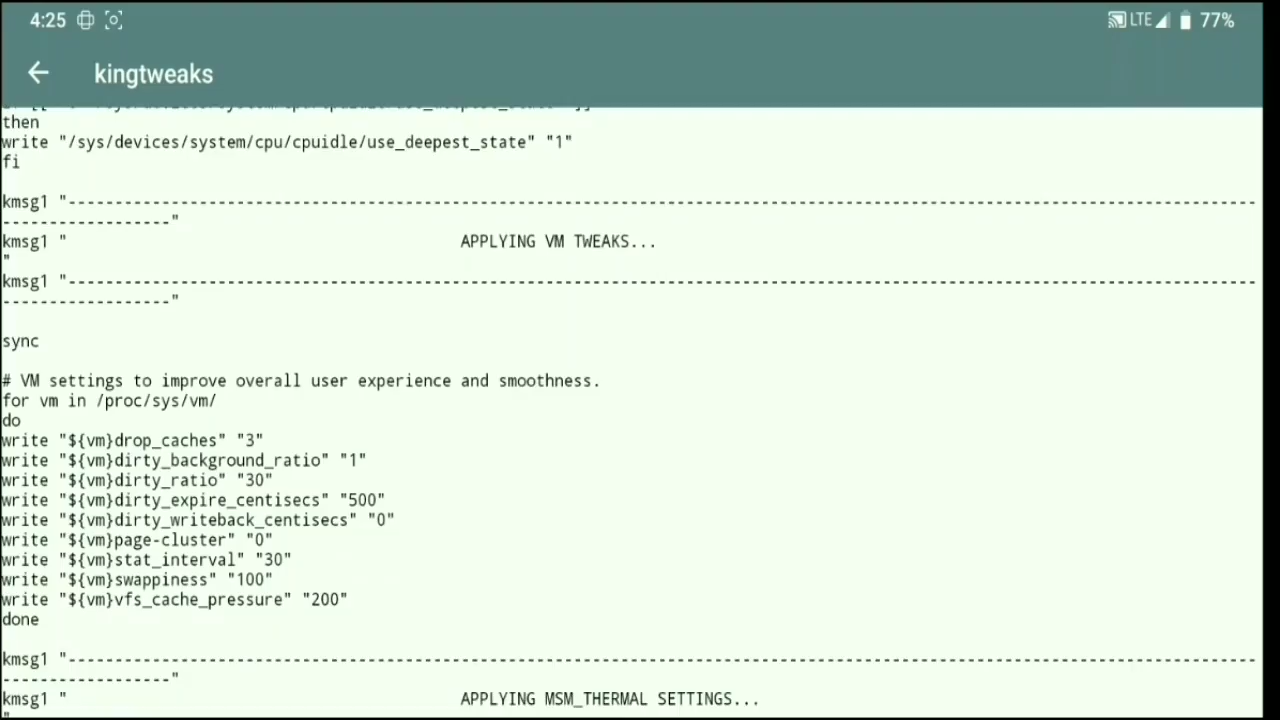 4:25 LTE 77%
kingtweaks
then
write "/sys/devices/system/cpu/cpuidle/use_deepest_state" "1"
fi
kmsg1 "--------------------------------------------------------------------------------------------------------------------------------
------------------"
kmsg1 " APPLYING VM TWEAKS...
"
kmsg1 "--------------------------------------------------------------------------------------------------------------------------------
------------------"
sync
# VM settings to improve overall user experience and smoothness.
for vm in /proc/sys/vm/
do
write "${vm}drop_caches" "3"
write "${vm}dirty_background_ratio" "1"
write "${vm}dirty_ratio" "30"
write "${vm}dirty_expire_centisecs" "500"
write "${vm}dirty_writeback_centisecs" "0"
write "${vm}page-cluster" "0"
write "${vm}stat_interval" "30"
write "${vm}swappiness" "100"
write "${vm}vfs_cache_pressure" "200"
done
kmsg1 "--------------------------------------------------------------------------------------------------------------------------------
------------------"
kmsg1 " APPLYING MSM_THERMAL SETTINGS...
"